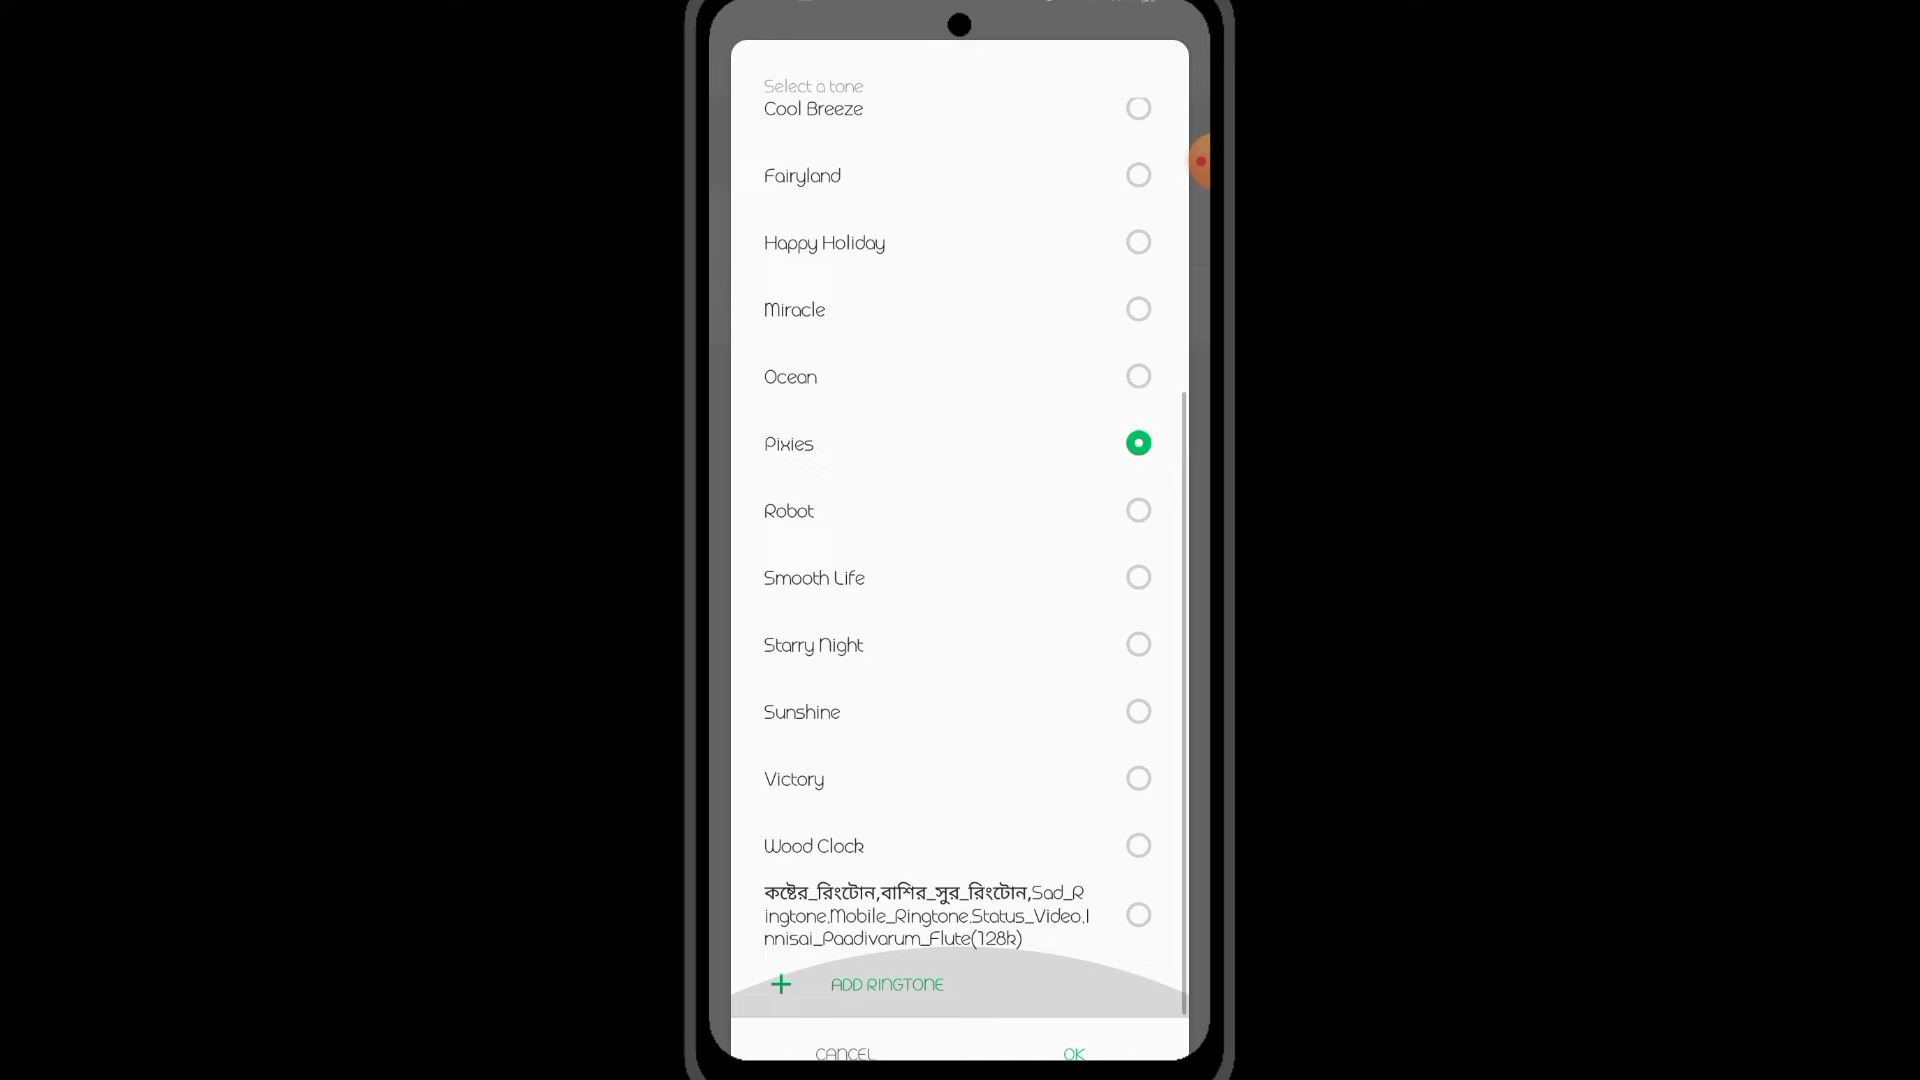 Select a tone
Cool Breeze
Fairyland
Happy Holiday
Miracle
Ocean
Pixies
Robot
Smooth Life
Starry Night
Sunshine
Victory
Wood Clock
কষ্টের_রিংটোন,বাশির_সুর_রিংটোন,Sad_R
ingtone,Mobile_Ringtone,Status_Video,I
nnisai_Paadivarum_Flute(128k)
+ ADD RINGTONE
CANCEL OK